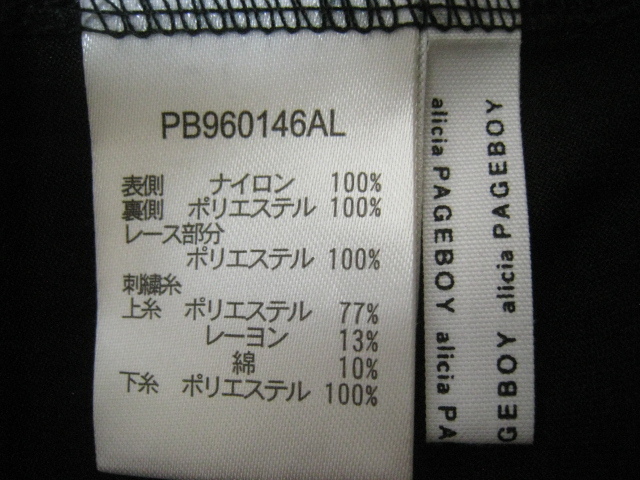 PB960146AL
表側 ナイロン 100%
裏側 ポリエステル 100%
レース部分
ポリエステル 100%
刺繍糸
上糸 ポリエステル 77%
レーヨン 13%
綿 10%
下糸 ポリエステル 100%
alicia PAGEBOY alicia PA
GEBOY alicia PAGEBOY